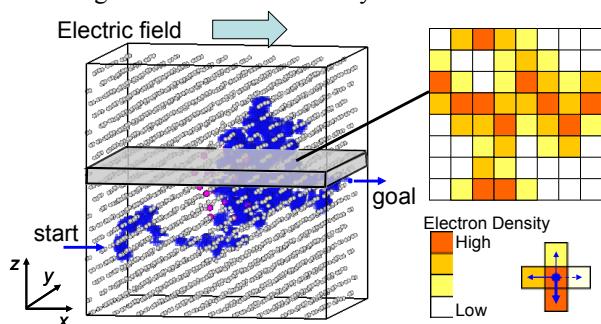 Electric field
start
goal
z
y
x
Electron Density
High
Low